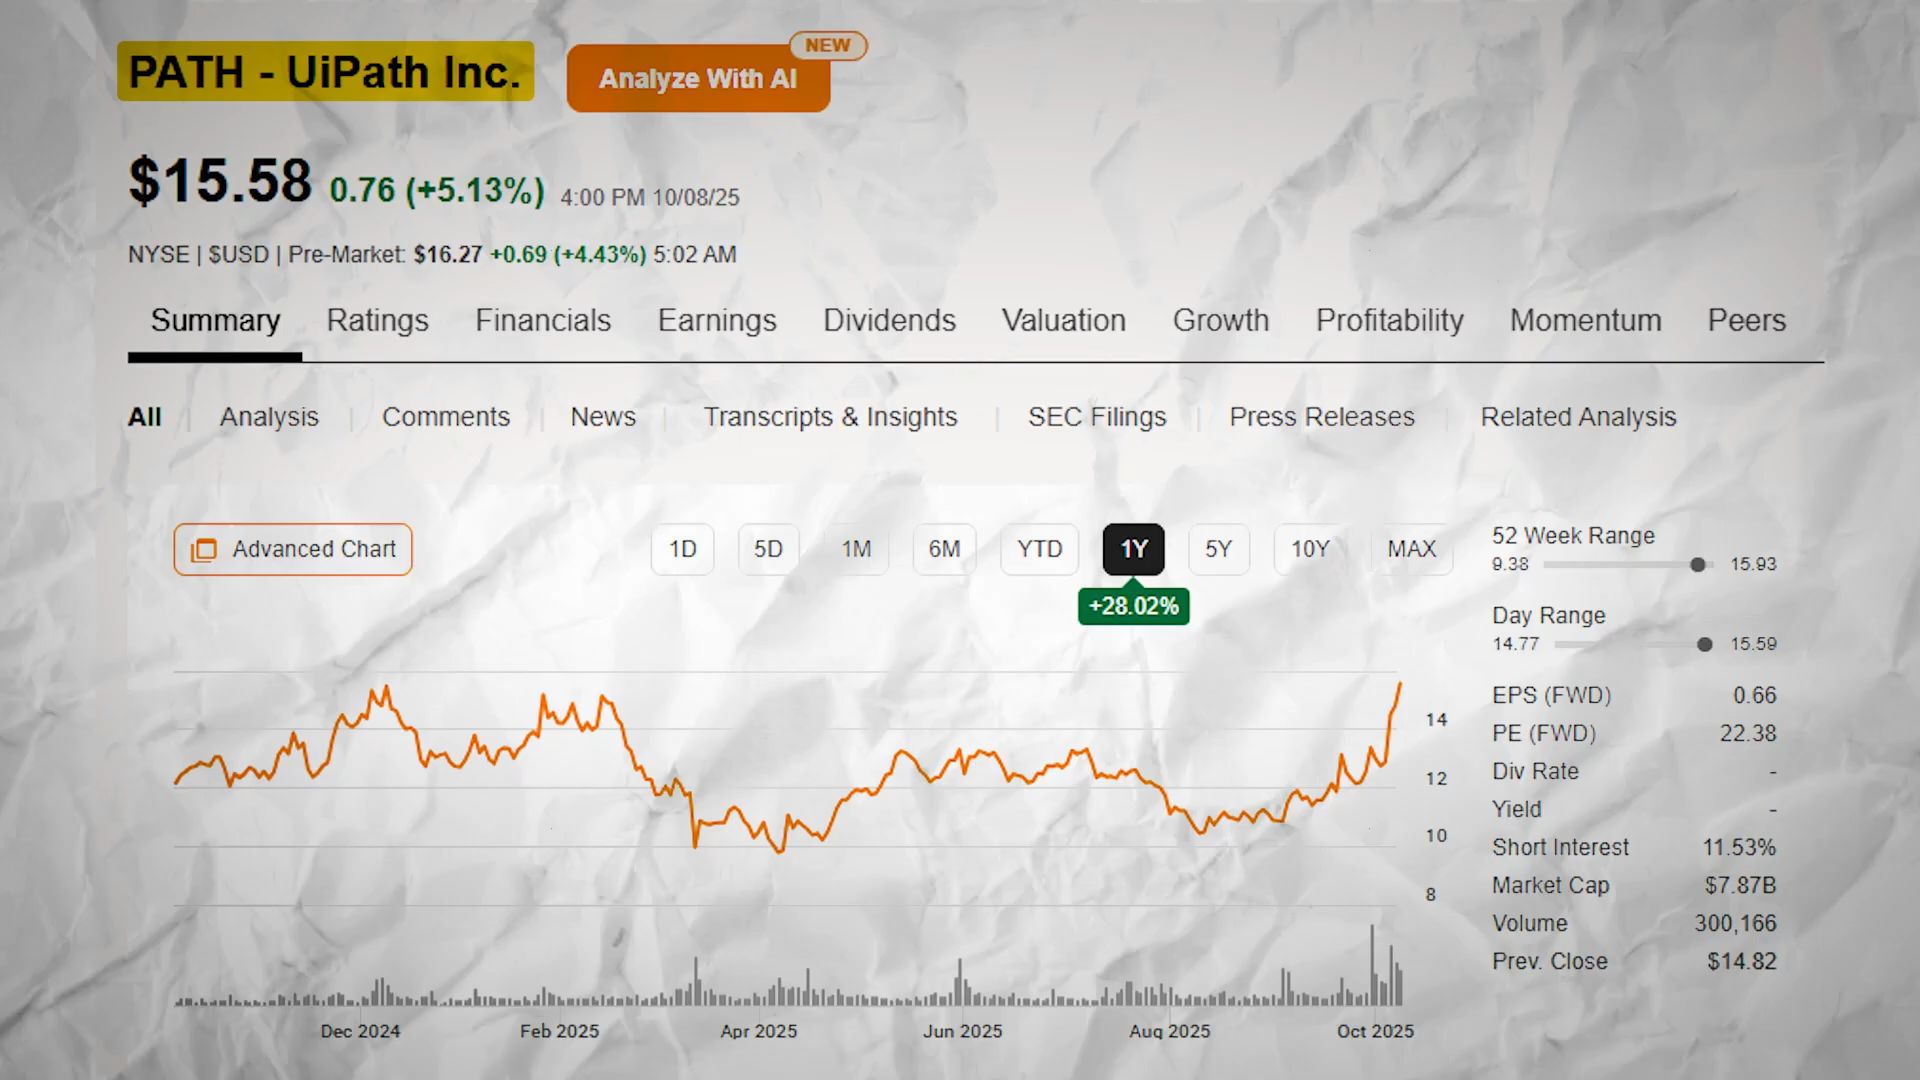 PATH - UiPath Inc.
Analyze With AI
NEW
$15.58 0.76 (+5.13%) 4:00 PM 10/08/25
NYSE | $USD | Pre-Market: $16.27 +0.69 (+4.43%) 5:02 AM
Summary Ratings Financials Earnings Dividends Valuation Growth Profitability Momentum Peers
All | Analysis | Comments | News | Transcripts & Insights | SEC Filings | Press Releases | Related Analysis
Advanced Chart
1D 5D 1M 6M YTD 1Y 5Y 10Y MAX
+28.02%
14
12
10
8
Dec 2024 Feb 2025 Apr 2025 Jun 2025 Aug 2025 Oct 2025
52 Week Range
9.38 15.93
Day Range
14.77 15.59
EPS (FWD) 0.66
PE (FWD) 22.38
Div Rate -
Yield -
Short Interest 11.53%
Market Cap $7.87B
Volume 300,166
Prev. Close $14.82